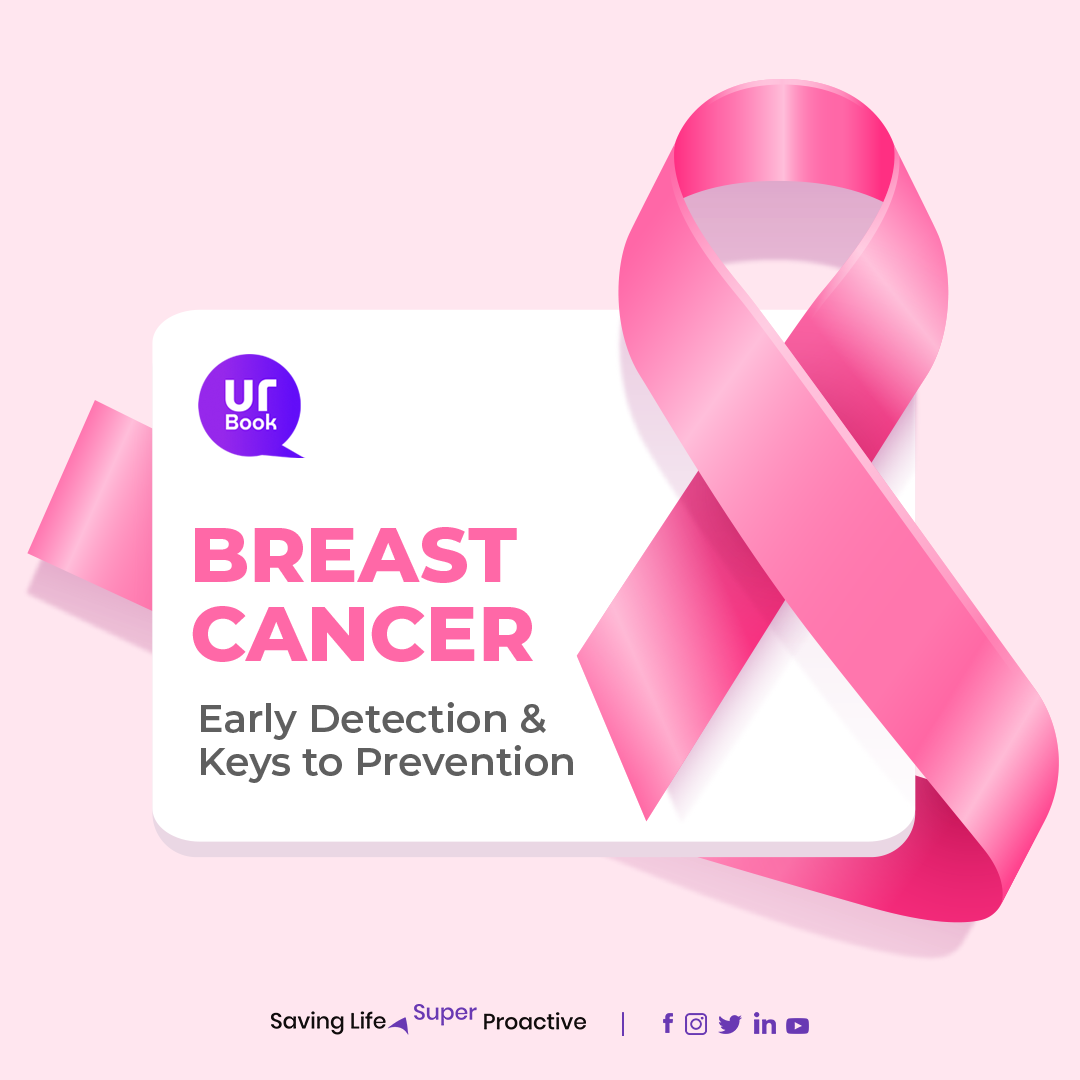 ur
Book
BREAST
CANCER
Early Detection &
Keys to Prevention
Saving Life Super Proactive